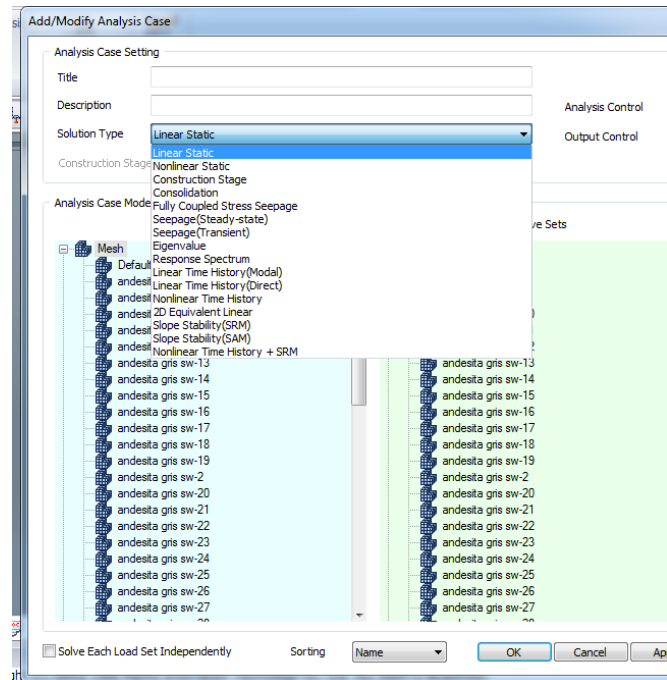 Add/Modify Analysis Case
Analysis Case Setting
Title
Description
Analysis Control
Solution Type
Linear Static
Output Control
Linear Static
Nonlinear Static
Construction Stage
Construction Stage
Consolidation
Analysis Case Mode
Fully Coupled Stress Seepage
Seepage(Steady-state)
ve Sets
Seepage(Transient)
Eigenvalue
Mesh
Response Spectrum
Default
Linear Time History(Modal)
Linear Time History(Direct)
Nonlinear Time History
2D Equivalent Linear
Slope Stability(SRM)
Slope Stability(SAM)
Nonlinear Time History + SRM
andesita gris sw-13
andesita gris sw-13
andesita gris sw-14
andesita gris sw-14
andesita gris sw-15
andesita gris sw-15
andesita gris sw-16
andesita gris sw-16
andesita gris sw-17
andesita gris sw-17
andesita gris sw-18
andesita gris sw-18
andesita gris sw-19
andesita gris sw-19
andesita gris sw-2
andesita gris sw-2
andesita gris sw-20
andesita gris sw-20
andesita gris sw-21
andesita gris sw-21
andesita gris sw-22
andesita gris sw-22
andesita gris sw-23
andesita gris sw-23
andesita gris sw-24
andesita gris sw-24
andesita gris sw-25
andesita gris sw-25
andesita gris sw-26
andesita gris sw-26
andesita gris sw-27
andesita gris sw-27
Solve Each Load Set Independently
Sorting
Name
OK
Cancel
App